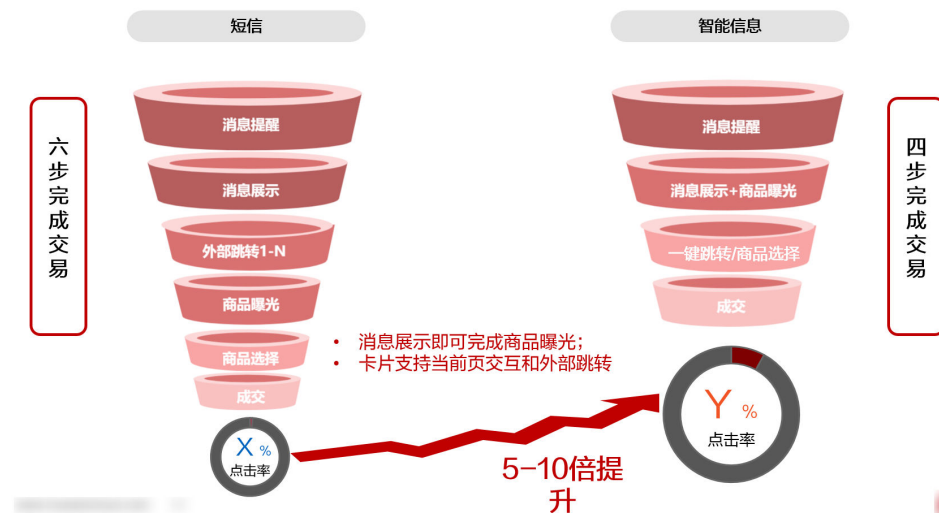 短信
智能信息
六步完成交易
消息提醒
消息展示
外部跳转1-N
商品曝光
商品选择
成交
X %
点击率
• 消息展示即可完成商品曝光；
• 卡片支持当前页交互和外部跳转
5-10倍提
升
消息提醒
消息展示+商品曝光
一键跳转/商品选择
成交
Y %
点击率
四步完成交易